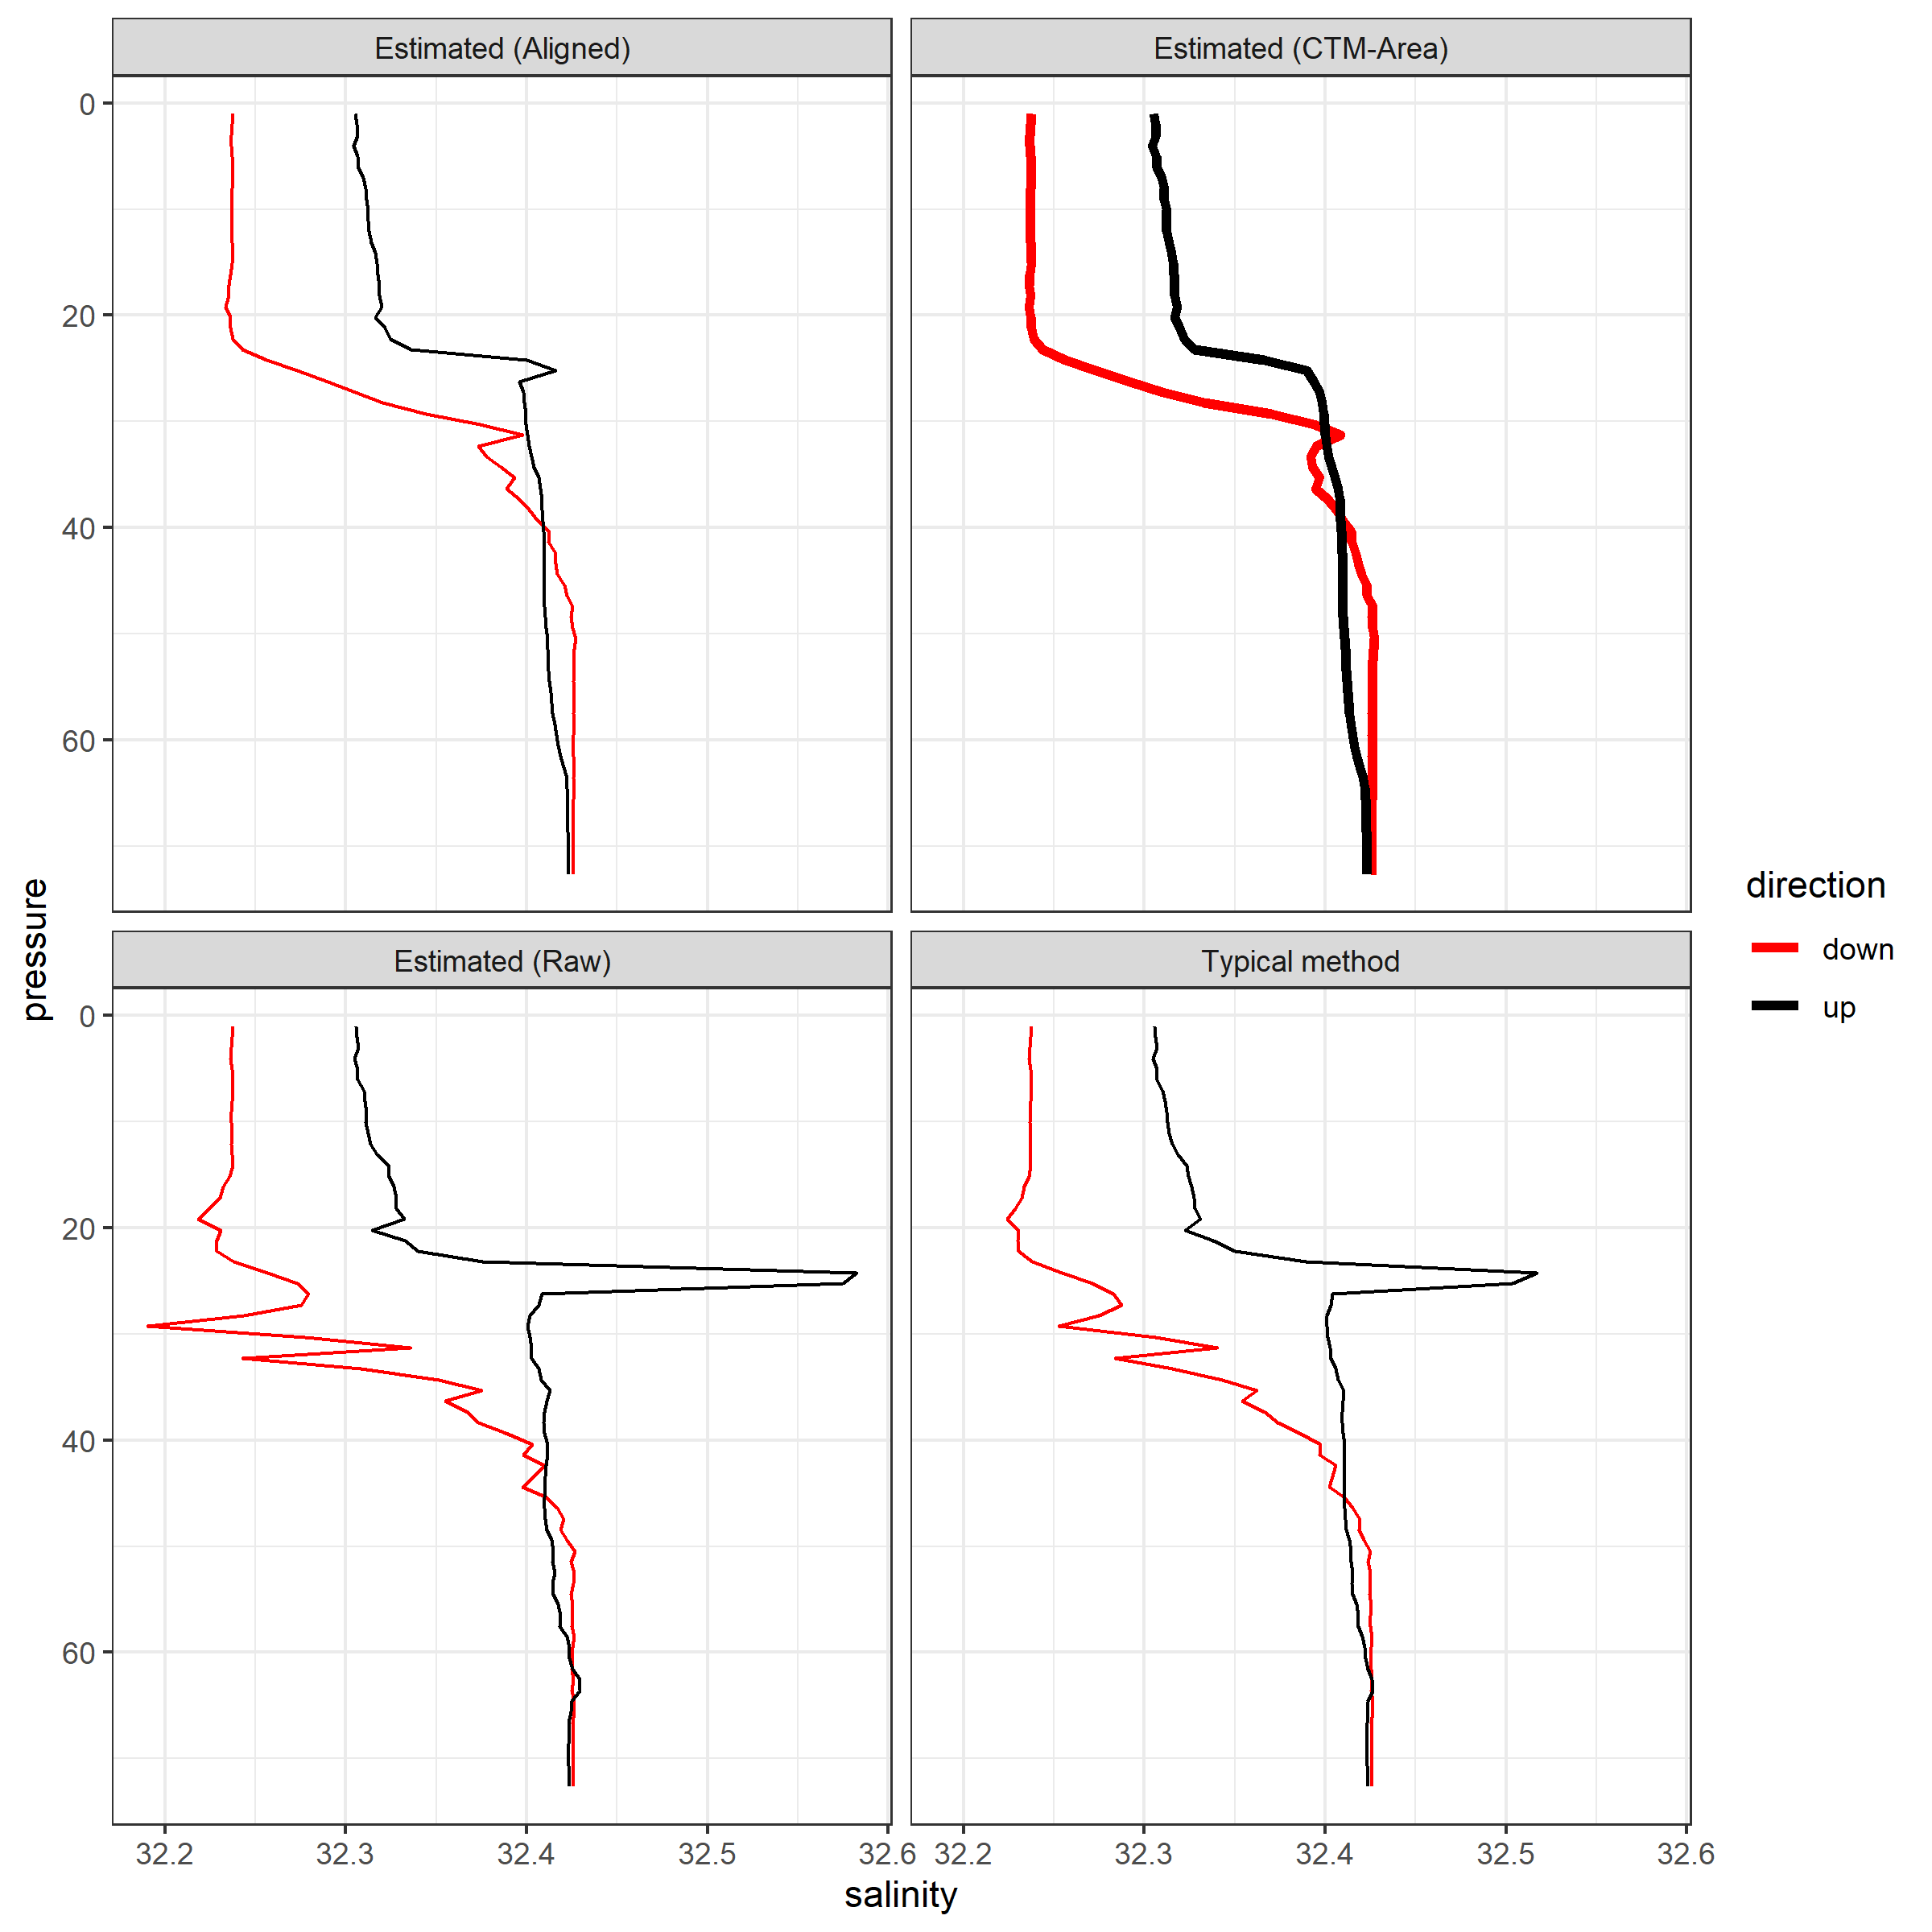 Estimated (Aligned)
Estimated (CTM-Area)
0
20
40
60
Estimated (Raw)
Typical method
0
20
40
60
32.2
32.3
32.4
32.5
32.6
32.2
32.3
32.4
32.5
32.6
salinity
pressure
direction
down
up